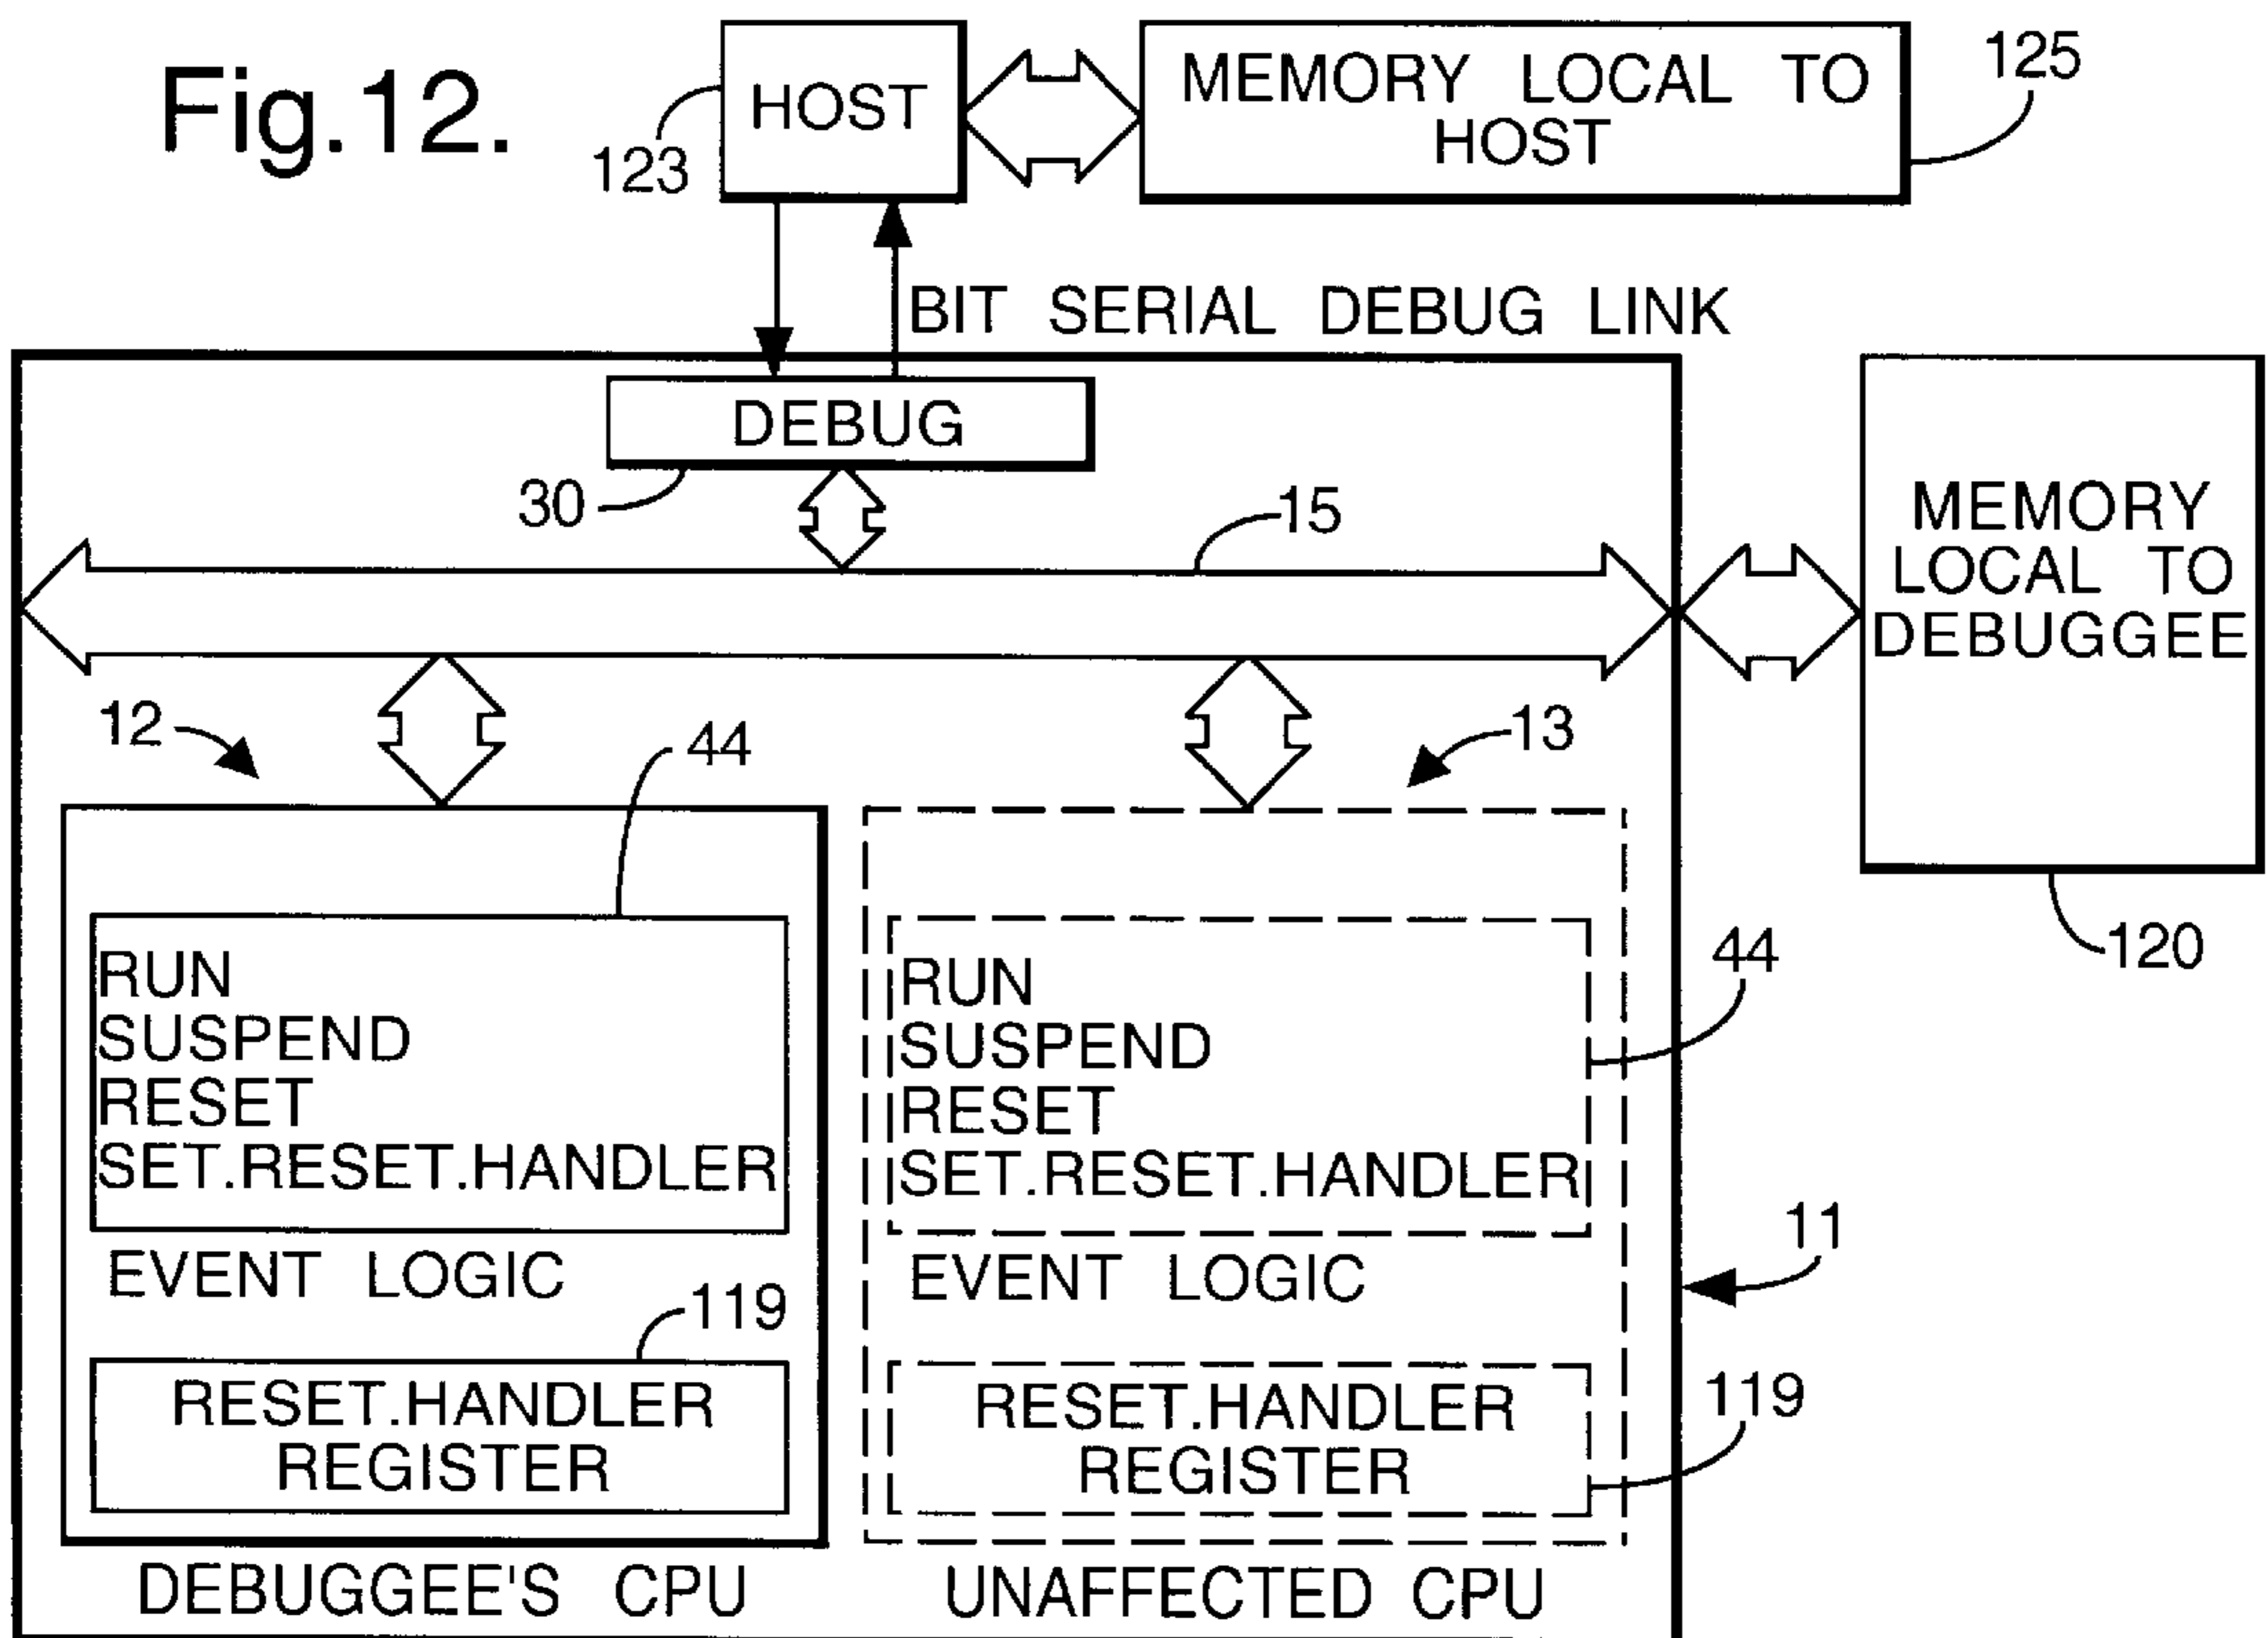 Fig.12.
HOST
123
MEMORY LOCAL TO
HOST
125
BIT SERIAL DEBUG LINK
DEBUG
30
15
MEMORY
LOCAL TO
DEBUGGEE
120
12
44
13
RUN
SUSPEND
RESET
SET.RESET.HANDLER
EVENT LOGIC
119
RESET.HANDLER
REGISTER
DEBUGGEE'S CPU
RUN
SUSPEND
RESET
SET.RESET.HANDLER
44
EVENT LOGIC
11
RESET.HANDLER
REGISTER
119
UNAFFECTED CPU